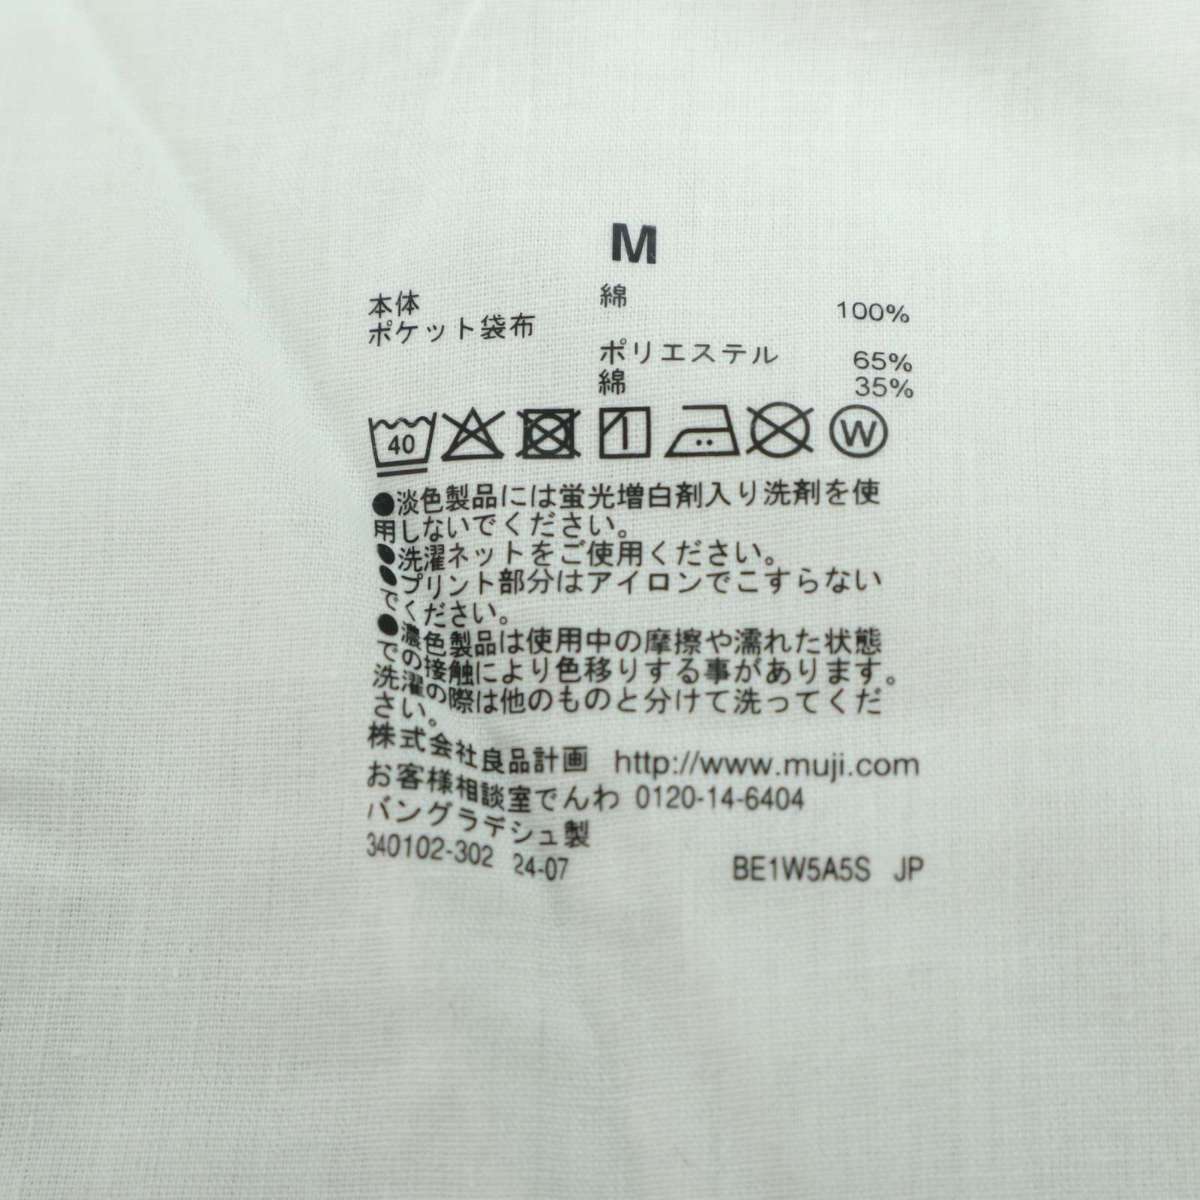 M
本体 綿 100%
ポケット袋布
ポリエステル 65%
綿 35%
40 W
●淡色製品には蛍光増白剤入り洗剤を使
用しないでください。
●洗濯ネットをご使用ください。
●プリント部分はアイロンでこすらない
でください。
●濃色製品は使用中の摩擦や濡れた状態
での接触により色移りする事があります。
洗濯の際は他のものと分けて洗ってくだ
さい。
株式会社良品計画 http://www.muji.com
お客様相談室でんわ 0120-14-6404
バングラデシュ製
340102-302 24-07 BE1W5A5S JP